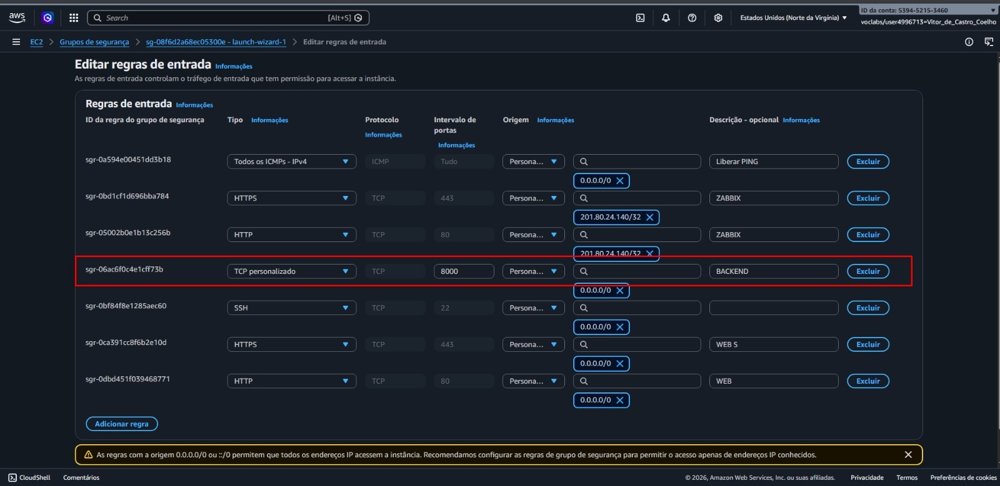 aws
Search [Alt+S]
Estados Unidos (Norte da Virgínia)
ID da conta: 5394-5215-3460
voclabs/user4996713=Vitor_de_Castro_Coelho
EC2 > Grupos de segurança > sg-08f6d2a68ec05300e - launch-wizard-1 > Editar regras de entrada
Editar regras de entrada Informações
As regras de entrada controlam o tráfego de entrada que tem permissão para acessar a instância.
Regras de entrada Informações
ID da regra do grupo de segurança Tipo Informações Protocolo Informações Intervalo de portas Informações Origem Informações Descrição - opcional Informações
sgr-0a594e00451dd3b18 Todos os ICMPs - IPv4 ICMP Tudo Persona... Liberar PING Excluir
0.0.0.0/0
sgr-0bd1cf1d696bba784 HTTPS TCP 443 Persona... ZABBIX Excluir
201.80.24.140/32
sgr-05002b0e1b13c256b HTTP TCP 80 Persona... ZABBIX Excluir
201.80.24.140/32
sgr-06ac6f0c4e1cff73b TCP personalizado TCP 8000 Persona... BACKEND Excluir
0.0.0.0/0
sgr-0bf84f8e1285aec60 SSH TCP 22 Persona... Excluir
0.0.0.0/0
sgr-0ca391cc8f6b2e10d HTTPS TCP 443 Persona... WEB S Excluir
0.0.0.0/0
sgr-0dbd451f039468771 HTTP TCP 80 Persona... WEB Excluir
0.0.0.0/0
Adicionar regra
As regras com a origem 0.0.0.0/0 ou ::/0 permitem que todos os endereços IP acessem a instância. Recomendamos configurar as regras de grupo de segurança para permitir o acesso apenas de endereços IP conhecidos.
CloudShell Comentários © 2026, Amazon Web Services, Inc. ou suas afiliadas. Privacidade Termos Preferências de cookies